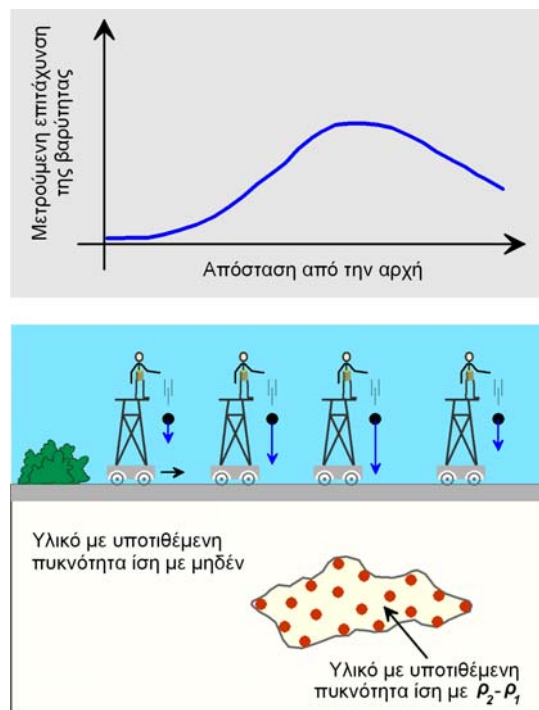 Μετρούμενη επιτάχυνση
της βαρύτητας
Απόσταση από την αρχή
Υλικό με υποτιθέμενη
πυκνότητα ίση με μηδέν
Υλικό με υποτιθέμενη
πυκνότητα ίση με ρ₂-ρ₁